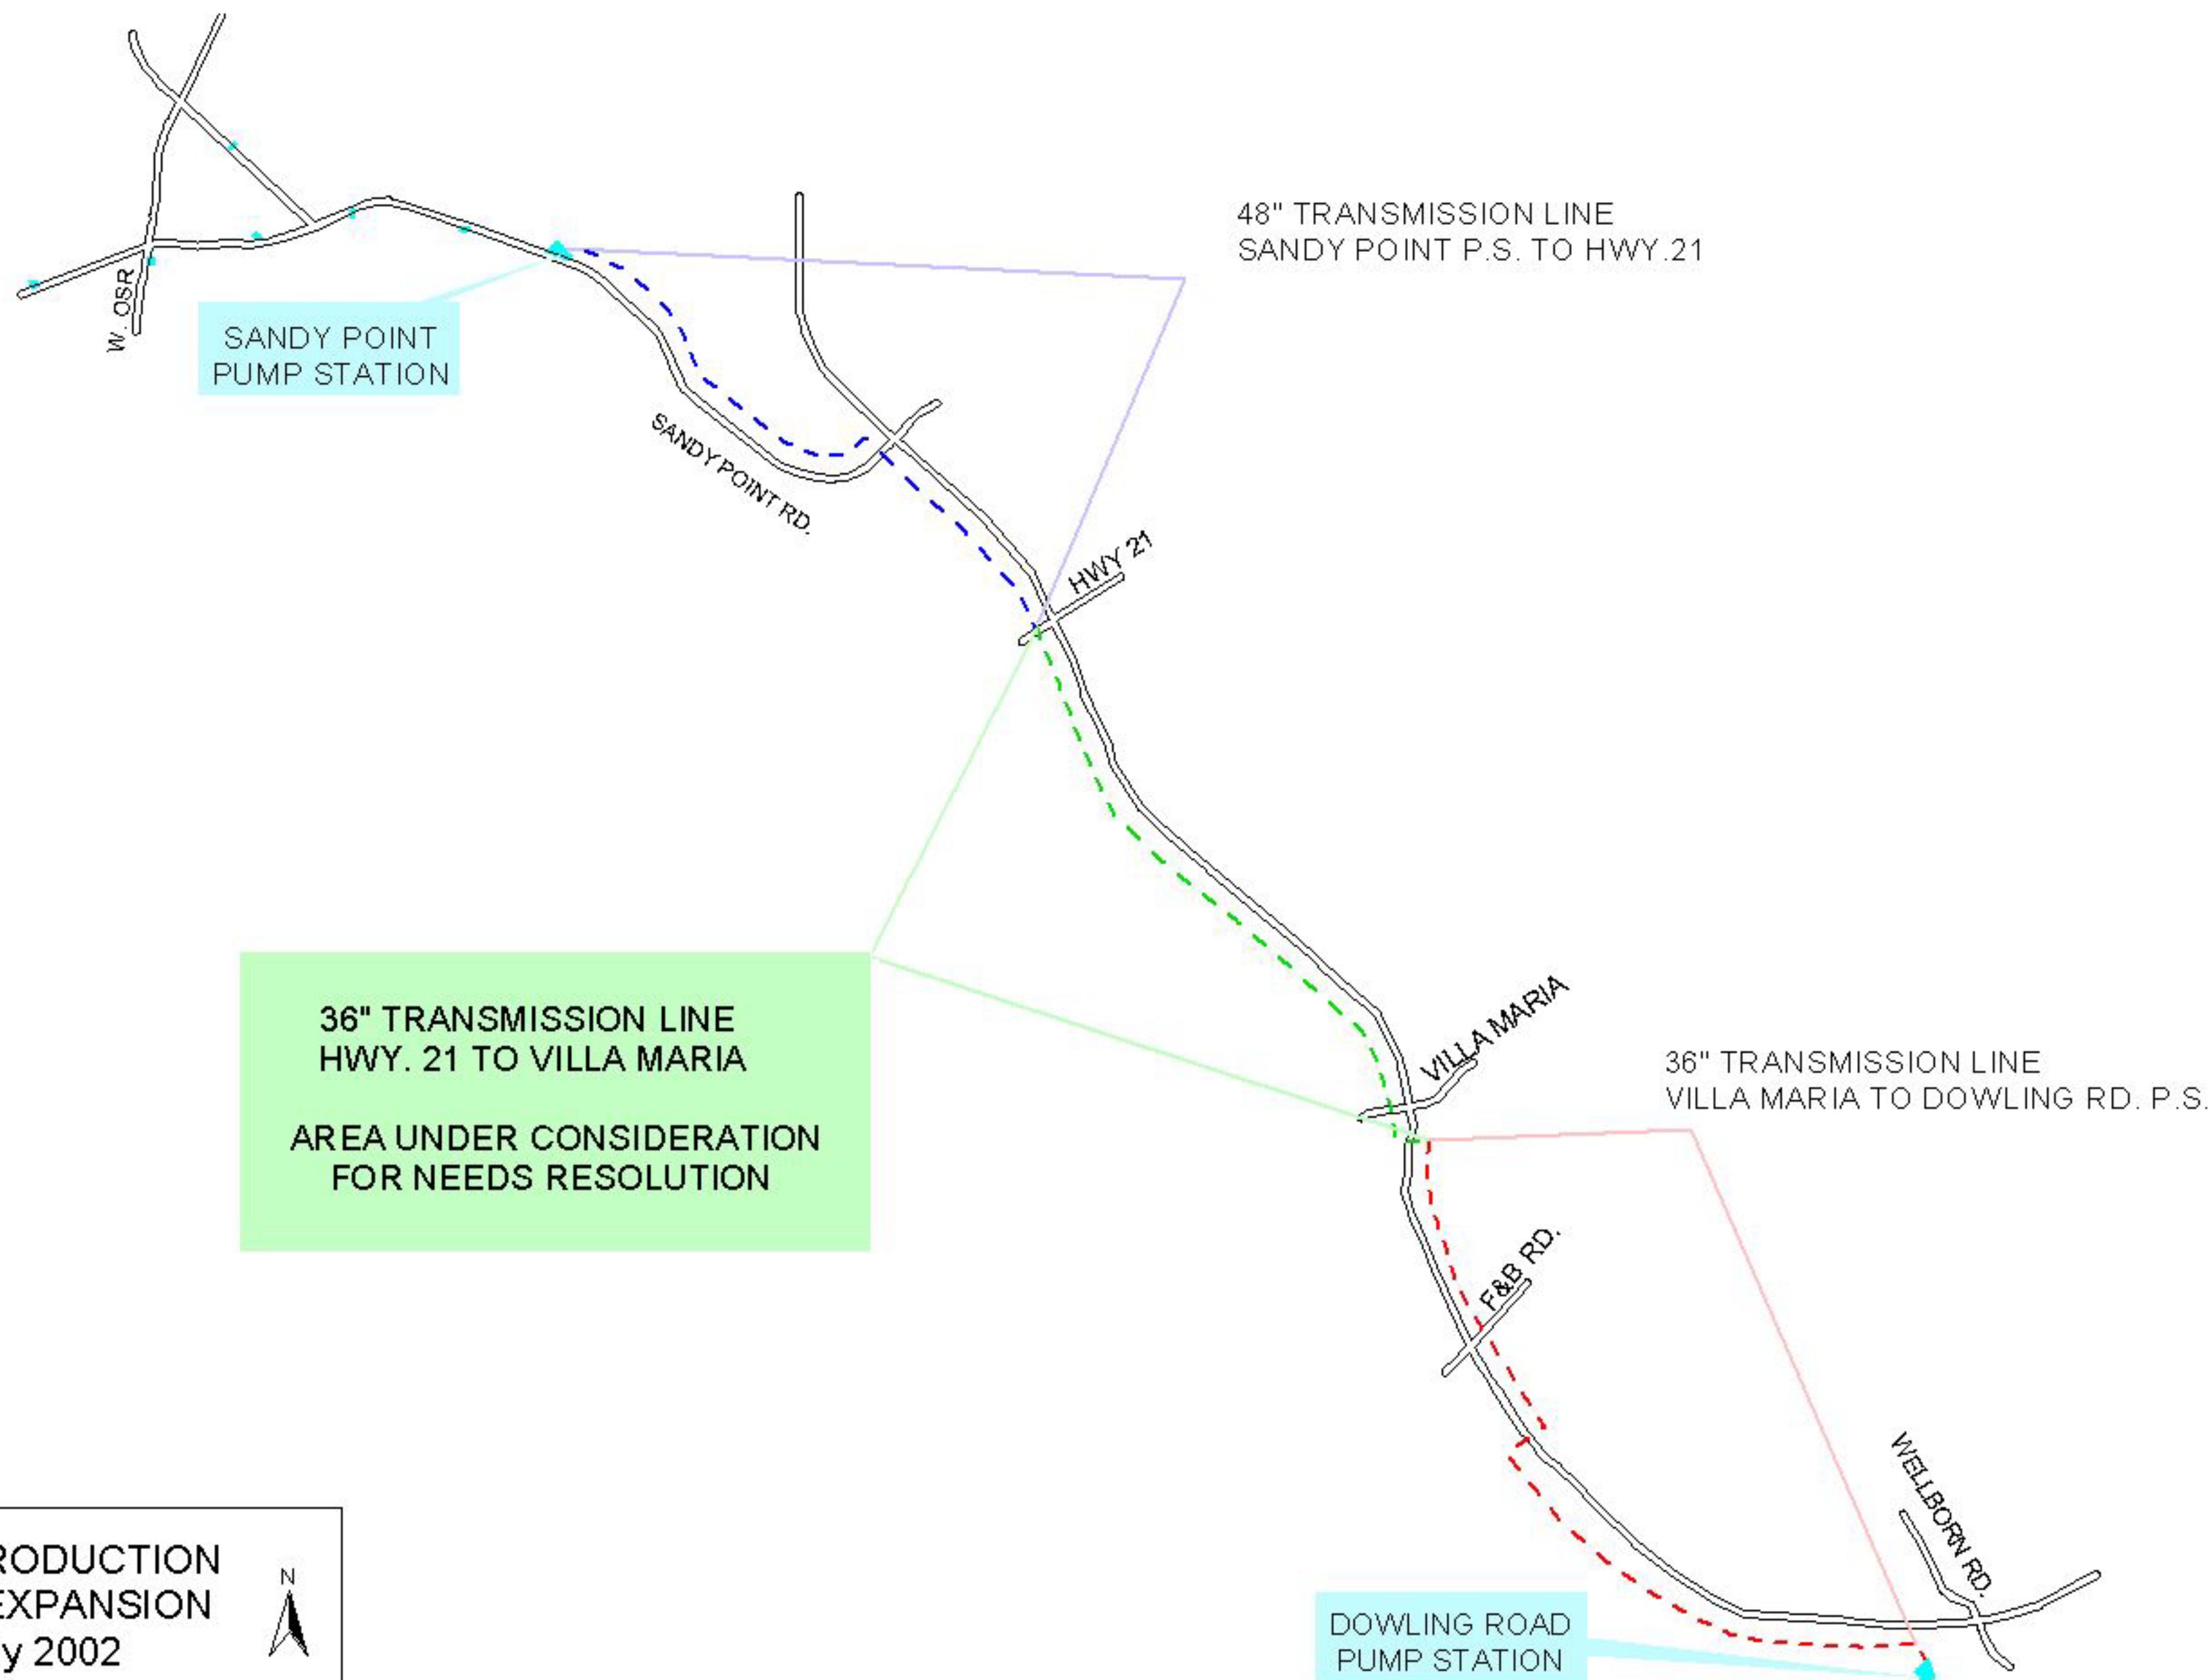 48" TRANSMISSION LINE
SANDY POINT P.S. TO HWY.21
W. OSR
SANDY POINT
PUMP STATION
SANDY POINT RD.
HWY 21
36" TRANSMISSION LINE
HWY. 21 TO VILLA MARIA
AREA UNDER CONSIDERATION
FOR NEEDS RESOLUTION
VILLA MARIA
36" TRANSMISSION LINE
VILLA MARIA TO DOWLING RD. P.S.
F&B RD.
WELLBORN RD.
RODUCTION
EXPANSION
y 2002
N
DOWLING ROAD
PUMP STATION